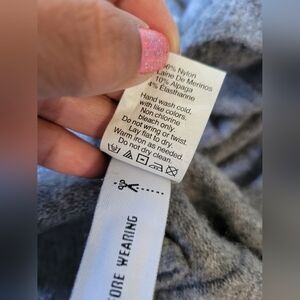 % Nylon
Laine De Merinos
10% Alpaga
4% Elasthanne
Hand wash cold,
with like colors.
Non chlorine
bleach only.
Do not wring or twist.
Lay flat to dry.
Warm iron as needed.
Do not dry clean.
ORE WEARING